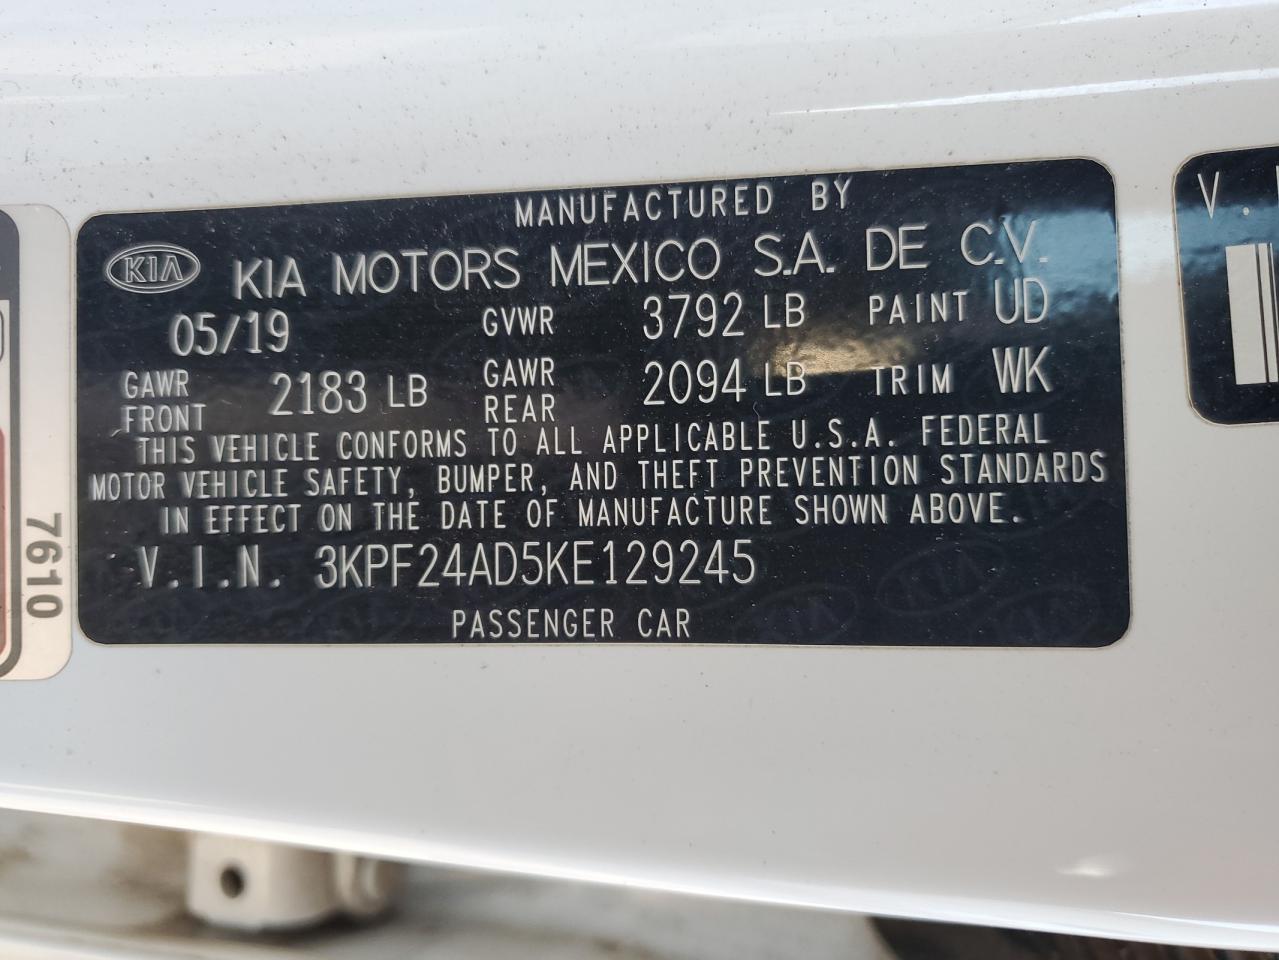 MANUFACTURED BY
KIA KIA MOTORS MEXICO S.A. DE C.V.
05/19 GVWR 3792 LB PAINT UD
GAWR FRONT 2183 LB GAWR REAR 2094 LB TRIM WK
THIS VEHICLE CONFORMS TO ALL APPLICABLE U.S.A. FEDERAL
MOTOR VEHICLE SAFETY, BUMPER, AND THEFT PREVENTION STANDARDS
IN EFFECT ON THE DATE OF MANUFACTURE SHOWN ABOVE.
V.I.N. 3KPF24AD5KE129245
PASSENGER CAR
7610
V.